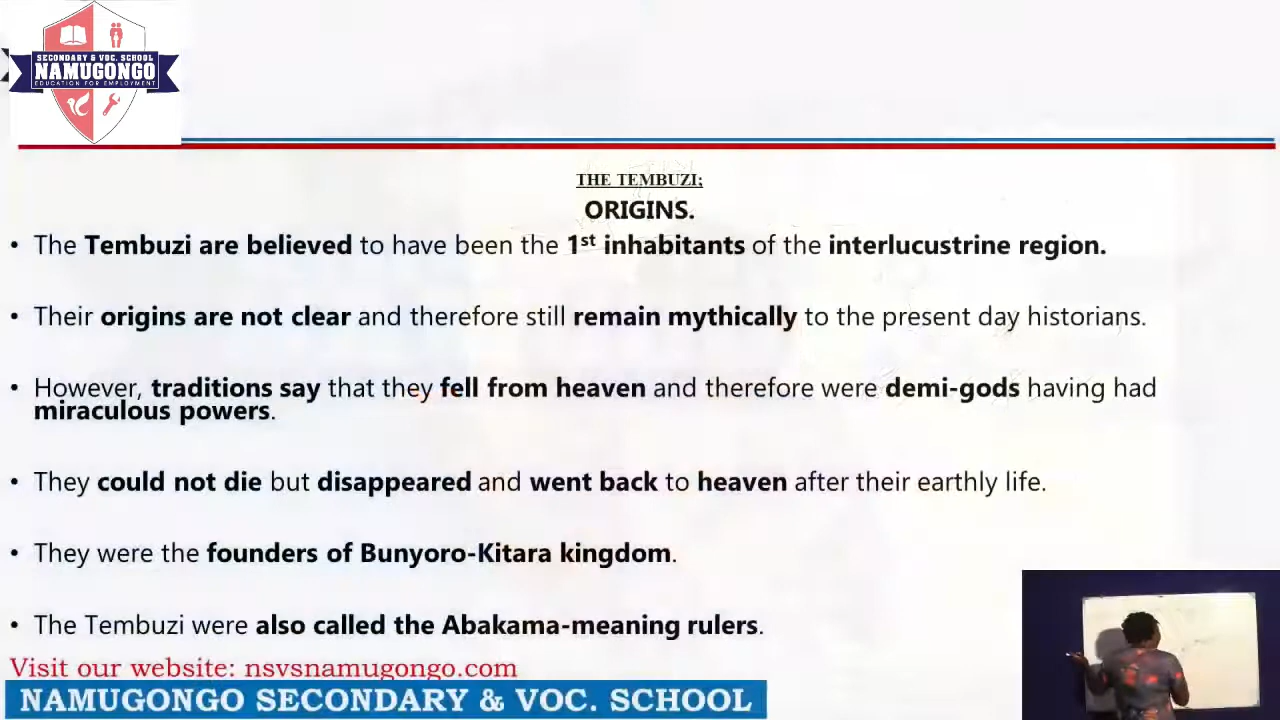 SECONDARY & VOC. SCHOOL
NAMUGONGO
EDUCATION FOR EMPLOYMENT
THE TEMBUZI;
ORIGINS.
• The Tembuzi are believed to have been the 1st inhabitants of the interlucustrine region.
• Their origins are not clear and therefore still remain mythically to the present day historians.
• However, traditions say that they fell from heaven and therefore were demi-gods having had
miraculous powers.
• They could not die but disappeared and went back to heaven after their earthly life.
• They were the founders of Bunyoro-Kitara kingdom.
• The Tembuzi were also called the Abakama-meaning rulers.
Visit our website: nsvsnamugongo.com
NAMUGONGO SECONDARY & VOC. SCHOOL